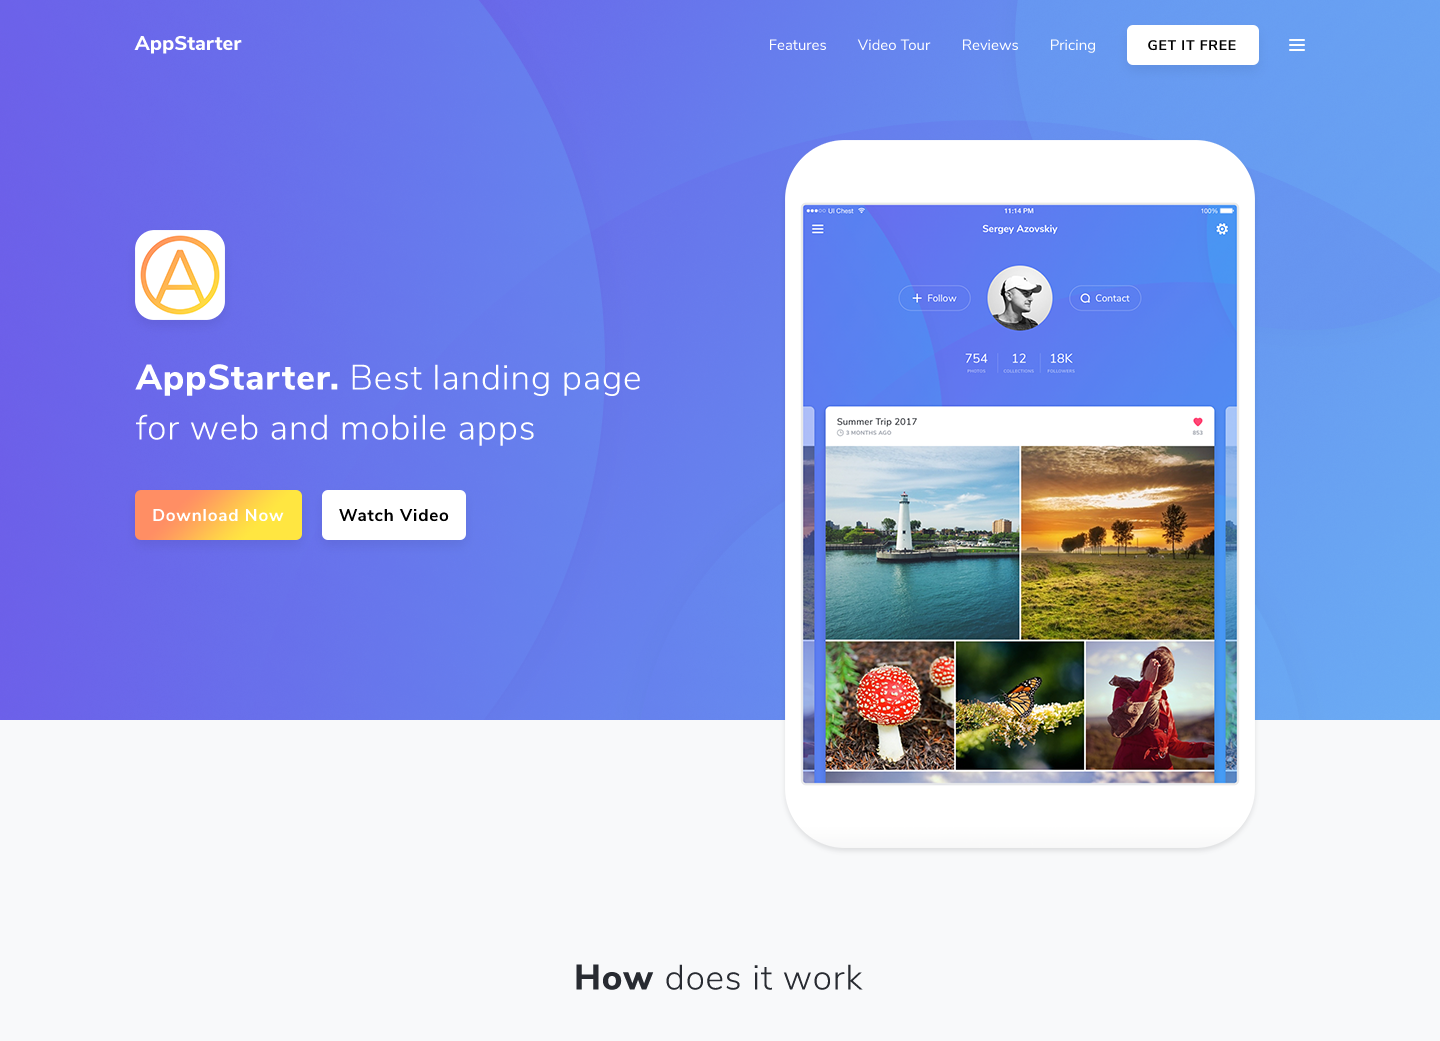 AppStarter
Features
Video Tour
Reviews
Pricing
GET IT FREE
AppStarter. Best landing page
for web and mobile apps
Download Now
Watch Video
UI Chest
11:14 PM
100%
Sergey Azovskiy
Follow
Contact
754
12
18K
PHOTOS
COLLECTIONS
FOLLOWERS
Summer Trip 2017
3 MONTHS AGO
853
How does it work